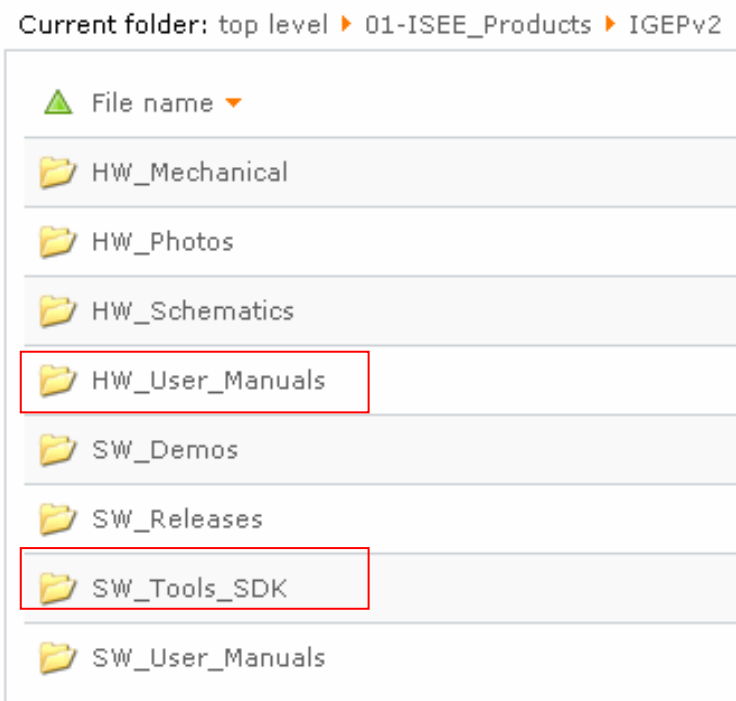 Current folder: top level 01-ISEE_Products IGEPv2
File name
HW_Mechanical
HW_Photos
HW_Schematics
HW_User_Manuals
SW_Demos
SW_Releases
SW_Tools_SDK
SW_User_Manuals